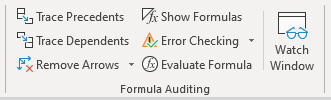 Trace Precedents
Trace Dependents
Remove Arrows
Show Formulas
Error Checking
Evaluate Formula
Watch
Window
Formula Auditing